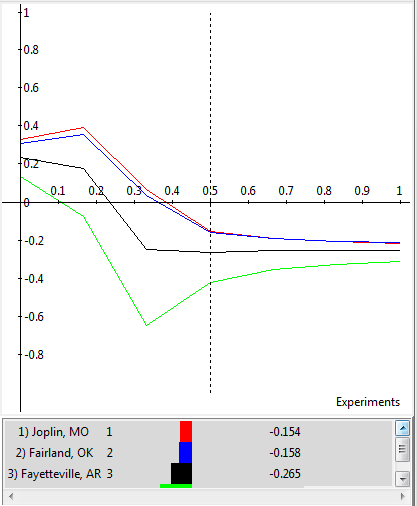 1
0.8
0.6
0.4
0.2
0.1 0.2 0.3 0.4 0.5 0.6 0.7 0.8 0.9 1
0
-0.2
-0.4
-0.6
-0.8
Experiments
1) Joplin, MO 1 -0.154
2) Fairland, OK 2 -0.158
3) Fayetteville, AR 3 -0.265